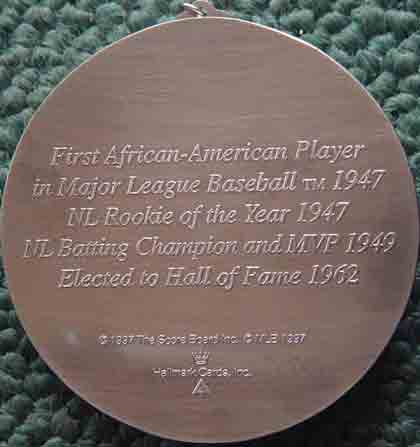 First African-American Player
in Major League Baseball TM 1947
NL Rookie of the Year 1947
NL Batting Champion and MVP 1949
Elected to Hall of Fame 1962
© 1997 The Score Board Inc. © MLB 1997
Hallmark Cards, Inc.